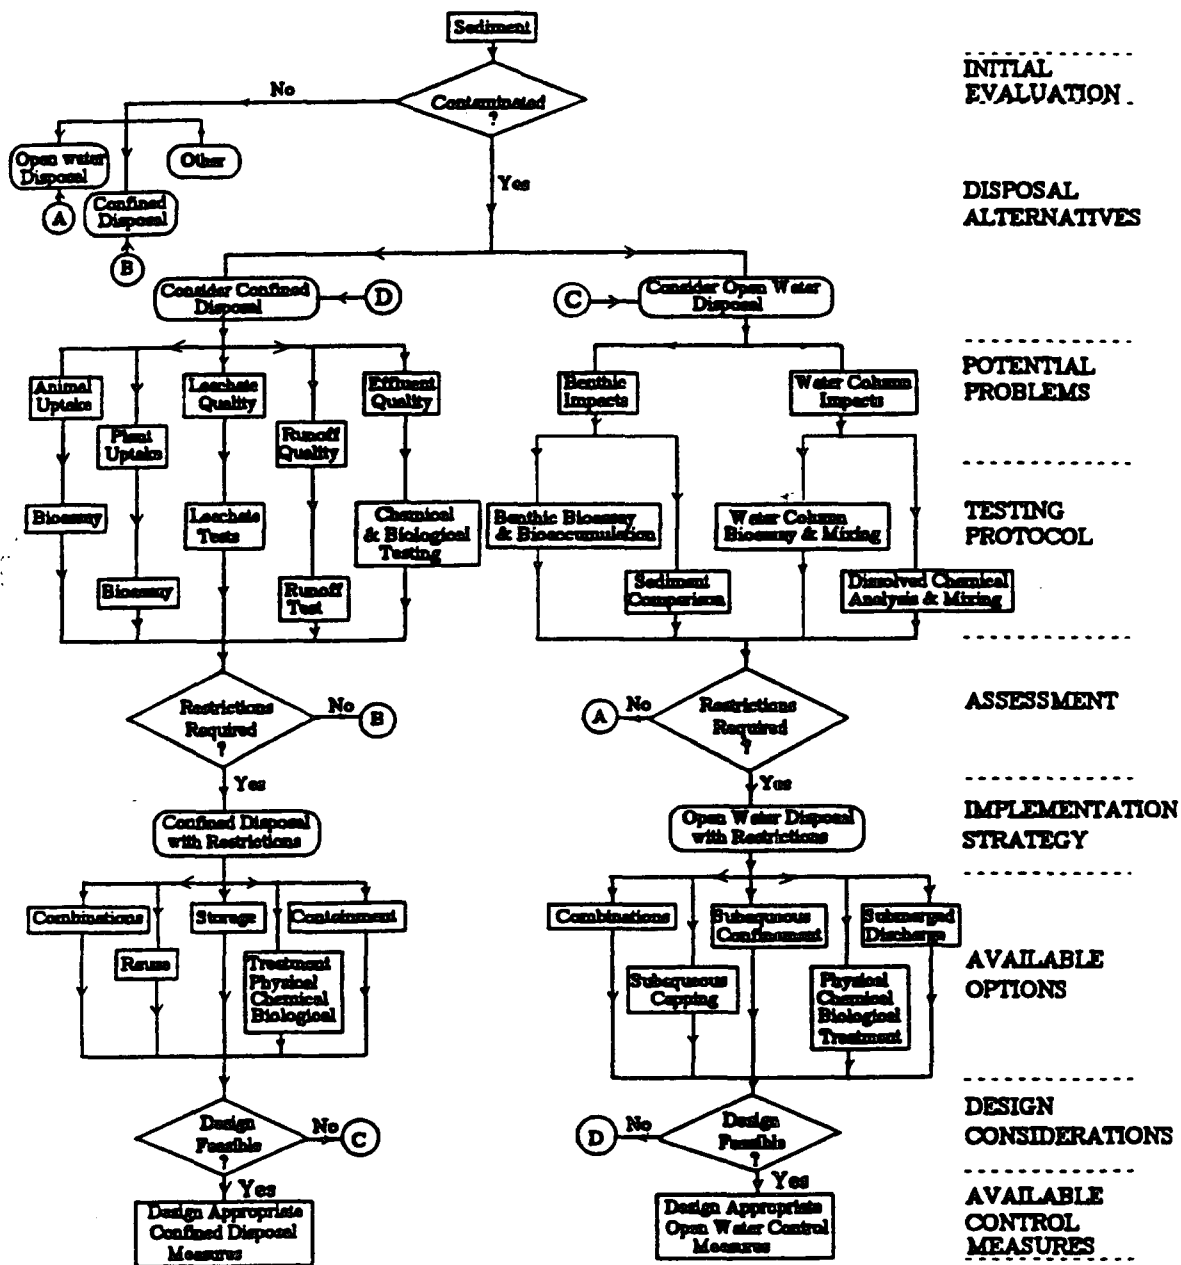 Sediment
Contaminated
?
No
Yes
Open water
Disposal
Other
A
Confined
Disposal
B
INITIAL
EVALUATION
DISPOSAL
ALTERNATIVES
Consider Confined
Disposal
D
C
Consider Open Water
Disposal
Animal
Uptake
Plant
Uptake
Leachate
Quality
Runoff
Quality
Effluent
Quality
Benthic
Impacts
Water Column
Impacts
POTENTIAL
PROBLEMS
Bioassay
Bioassay
Leachate
Tests
Runoff
Test
Chemical
& Biological
Testing
Benthic Bioassay
& Bioaccumulation
Sediment
Comparison
Water Column
Bioassay & Mixing
Dissolved Chemical
Analysis & Mixing
TESTING
PROTOCOL
Restrictions
Required
?
No
B
Yes
A
No
Restrictions
Required
?
Yes
ASSESSMENT
Confined Disposal
with Restrictions
Open Water Disposal
with Restrictions
IMPLEMENTATION
STRATEGY
Combinations
Reuse
Storage
Treatment
Physical
Chemical
Biological
Containment
Combinations
Subaqueous
Capping
Subaqueous
Confinement
Physical
Chemical
Biological
Treatment
Submerged
Discharge
AVAILABLE
OPTIONS
Design
Feasible
?
No
C
Yes
D
No
Design
Feasible
?
Yes
DESIGN
CONSIDERATIONS
Design Appropriate
Confined Disposal
Measures
Design Appropriate
Open Water Control
Measures
AVAILABLE
CONTROL
MEASURES